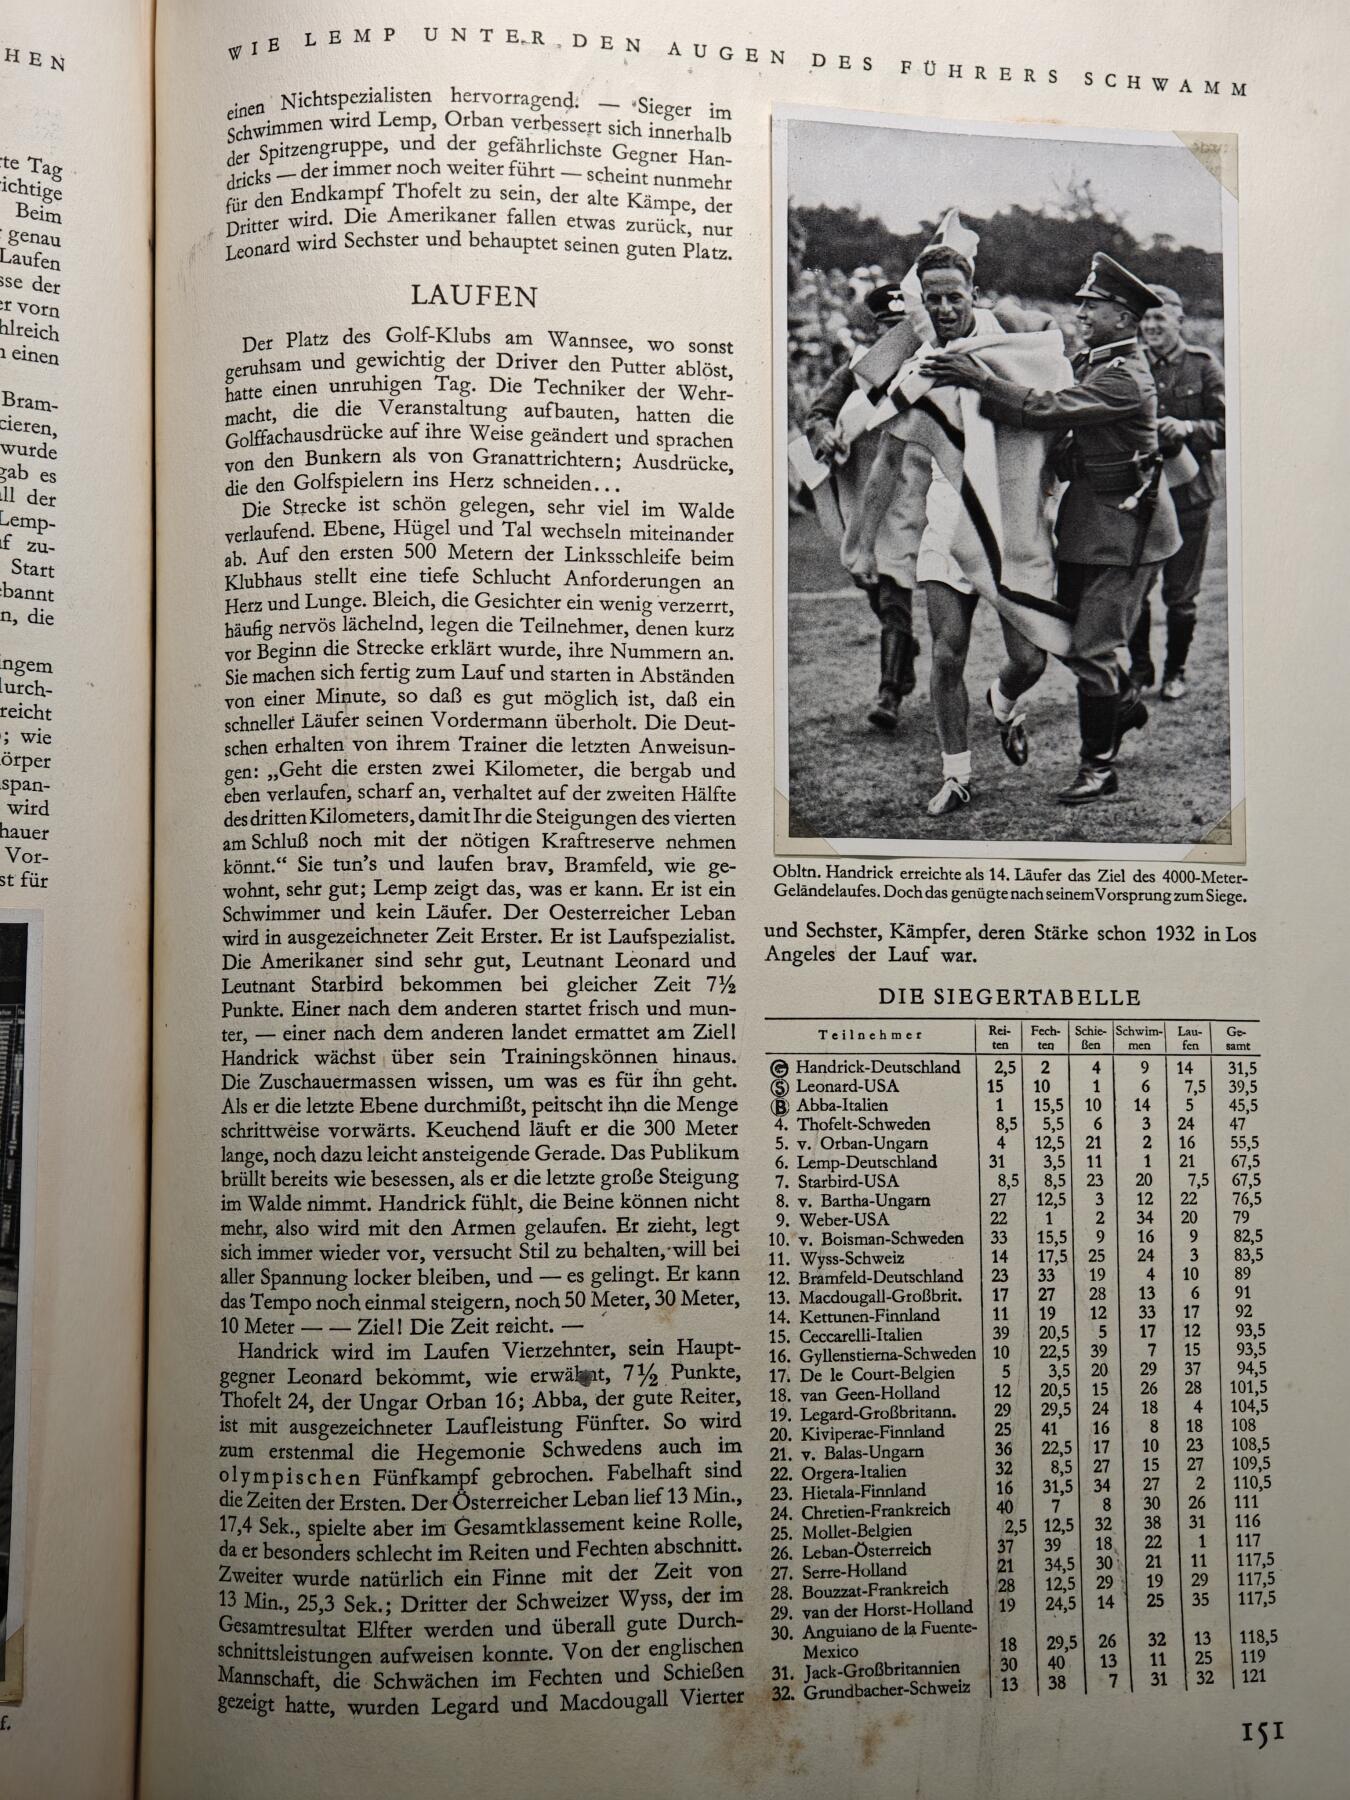 HEN
rte Tag
ichtige
Beim
genau
Laufen
sse der
er vorn
hlreich
n einen
Bram-
cieren,
wurde
gab es
ll der
Lemp-
f zu-
Start
ebannt
n, die
ingem
durch-
reicht
; wie
örper
span-
wird
hauer
Vor-
st für
f.
WIE LEMP UNTER DEN AUGEN DES FÜHRERS SCHWAMM
einen Nichtspezialisten hervorragend. — Sieger im
Schwimmen wird Lemp, Orban verbessert sich innerhalb
der Spitzengruppe, und der gefährlichste Gegner Han-
dricks — der immer noch weiter führt — scheint nunmehr
für den Endkampf Thofelt zu sein, der alte Kämpe, der
Dritter wird. Die Amerikaner fallen etwas zurück, nur
Leonard wird Sechster und behauptet seinen guten Platz.
LAUFEN
Der Platz des Golf-Klubs am Wannsee, wo sonst
geruhsam und gewichtig der Driver den Putter ablöst,
hatte einen unruhigen Tag. Die Techniker der Wehr-
macht, die die Veranstaltung aufbauten, hatten die
Golffachausdrücke auf ihre Weise geändert und sprachen
von den Bunkern als von Granattrichtern; Ausdrücke,
die den Golfspielern ins Herz schneiden...
Die Strecke ist schön gelegen, sehr viel im Walde
verlaufend. Ebene, Hügel und Tal wechseln miteinander
ab. Auf den ersten 500 Metern der Linksschleife beim
Klubhaus stellt eine tiefe Schlucht Anforderungen an
Herz und Lunge. Bleich, die Gesichter ein wenig verzerrt,
häufig nervös lächelnd, legen die Teilnehmer, denen kurz
vor Beginn die Strecke erklärt wurde, ihre Nummern an.
Sie machen sich fertig zum Lauf und starten in Abständen
von einer Minute, so daß es gut möglich ist, daß ein
schneller Läufer seinen Vordermann überholt. Die Deut-
schen erhalten von ihrem Trainer die letzten Anweisun-
gen: „Geht die ersten zwei Kilometer, die bergab und
eben verlaufen, scharf an, verhaltet auf der zweiten Hälfte
des dritten Kilometers, damit Ihr die Steigungen des vierten
am Schluß noch mit der nötigen Kraftreserve nehmen
könnt.“ Sie tun's und laufen brav, Bramfeld, wie ge-
wohnt, sehr gut; Lemp zeigt das, was er kann. Er ist ein
Schwimmer und kein Läufer. Der Oesterreicher Leban
wird in ausgezeichneter Zeit Erster. Er ist Laufspezialist.
Die Amerikaner sind sehr gut, Leutnant Leonard und
Leutnant Starbird bekommen bei gleicher Zeit 7½
Punkte. Einer nach dem anderen startet frisch und mun-
ter, — einer nach dem anderen landet ermattet am Ziel!
Handrick wächst über sein Trainingskönnen hinaus.
Die Zuschauermassen wissen, um was es für ihn geht.
Als er die letzte Ebene durchmißt, peitscht ihn die Menge
schrittweise vorwärts. Keuchend läuft er die 300 Meter
lange, noch dazu leicht ansteigende Gerade. Das Publikum
brüllt bereits wie besessen, als er die letzte große Steigung
im Walde nimmt. Handrick fühlt, die Beine können nicht
mehr, also wird mit den Armen gelaufen. Er zieht, legt
sich immer wieder vor, versucht Stil zu behalten, will bei
aller Spannung locker bleiben, und — es gelingt. Er kann
das Tempo noch einmal steigern, noch 50 Meter, 30 Meter,
10 Meter — — Ziel! Die Zeit reicht. —
Handrick wird im Laufen Vierzehnter, sein Haupt-
gegner Leonard bekommt, wie erwähnt, 7½ Punkte,
Thofelt 24, der Ungar Orban 16; Abba, der gute Reiter,
ist mit ausgezeichneter Laufleistung Fünfter. So wird
zum erstenmal die Hegemonie Schwedens auch im
olympischen Fünfkampf gebrochen. Fabelhaft sind
die Zeiten der Ersten. Der Österreicher Leban lief 13 Min.,
17,4 Sek., spielte aber im Gesamtklassement keine Rolle,
da er besonders schlecht im Reiten und Fechten abschnitt.
Zweiter wurde natürlich ein Finne mit der Zeit von
13 Min., 25,3 Sek.; Dritter der Schweizer Wyss, der im
Gesamtresultat Elfter werden und überall gute Durch-
schnittsleistungen aufweisen konnte. Von der englischen
Mannschaft, die Schwächen im Fechten und Schießen
gezeigt hatte, wurden Legard und Macdougall Vierter
Obltn. Handrick erreichte als 14. Läufer das Ziel des 4000-Meter-
Geländelaufes. Doch das genügte nach seinem Vorsprung zum Siege.
und Sechster, Kämpfer, deren Stärke schon 1932 in Los
Angeles der Lauf war.
DIE SIEGERTABELLE
Teilnehmer Rei-ten Fech-ten Schie-ßen Schwim-men Lau-fen Ge-samt
G Handrick-Deutschland 2,5 2 4 9 14 31,5
S Leonard-USA 15 10 1 6 7,5 39,5
B Abba-Italien 1 15,5 10 14 5 45,5
4. Thofelt-Schweden 8,5 5,5 6 3 24 47
5. v. Orban-Ungarn 4 12,5 21 2 16 55,5
6. Lemp-Deutschland 31 3,5 11 1 21 67,5
7. Starbird-USA 8,5 8,5 23 20 7,5 67,5
8. v. Bartha-Ungarn 27 12,5 3 12 22 76,5
9. Weber-USA 22 1 2 34 20 79
10. v. Boisman-Schweden 33 15,5 9 16 9 82,5
11. Wyss-Schweiz 14 17,5 25 24 3 83,5
12. Bramfeld-Deutschland 23 33 19 4 10 89
13. Macdougall-Großbrit. 17 27 28 13 6 91
14. Kettunen-Finnland 11 19 12 33 17 92
15. Ceccarelli-Italien 39 20,5 5 17 12 93,5
16. Gyllenstierna-Schweden 10 22,5 39 7 15 93,5
17. De le Court-Belgien 5 3,5 20 29 37 94,5
18. van Geen-Holland 12 20,5 15 26 28 101,5
19. Legard-Großbritann. 29 29,5 24 18 4 104,5
20. Kiviperae-Finnland 25 41 16 8 18 108
21. v. Balas-Ungarn 36 22,5 17 10 23 108,5
22. Orgera-Italien 32 8,5 27 15 27 109,5
23. Hietala-Finnland 16 31,5 34 27 2 110,5
24. Chretien-Frankreich 40 7 8 30 26 111
25. Mollet-Belgien 2,5 12,5 32 38 31 116
26. Leban-Österreich 37 39 18 22 1 117
27. Serre-Holland 21 34,5 30 21 11 117,5
28. Bouzzat-Frankreich 28 12,5 29 19 29 117,5
29. van der Horst-Holland 19 24,5 14 25 35 117,5
30. Anguiano de la Fuente-
Mexico 18 29,5 26 32 13 118,5
31. Jack-Großbritannien 30 40 13 11 25 119
32. Grundbacher-Schweiz 13 38 7 31 32 121
151